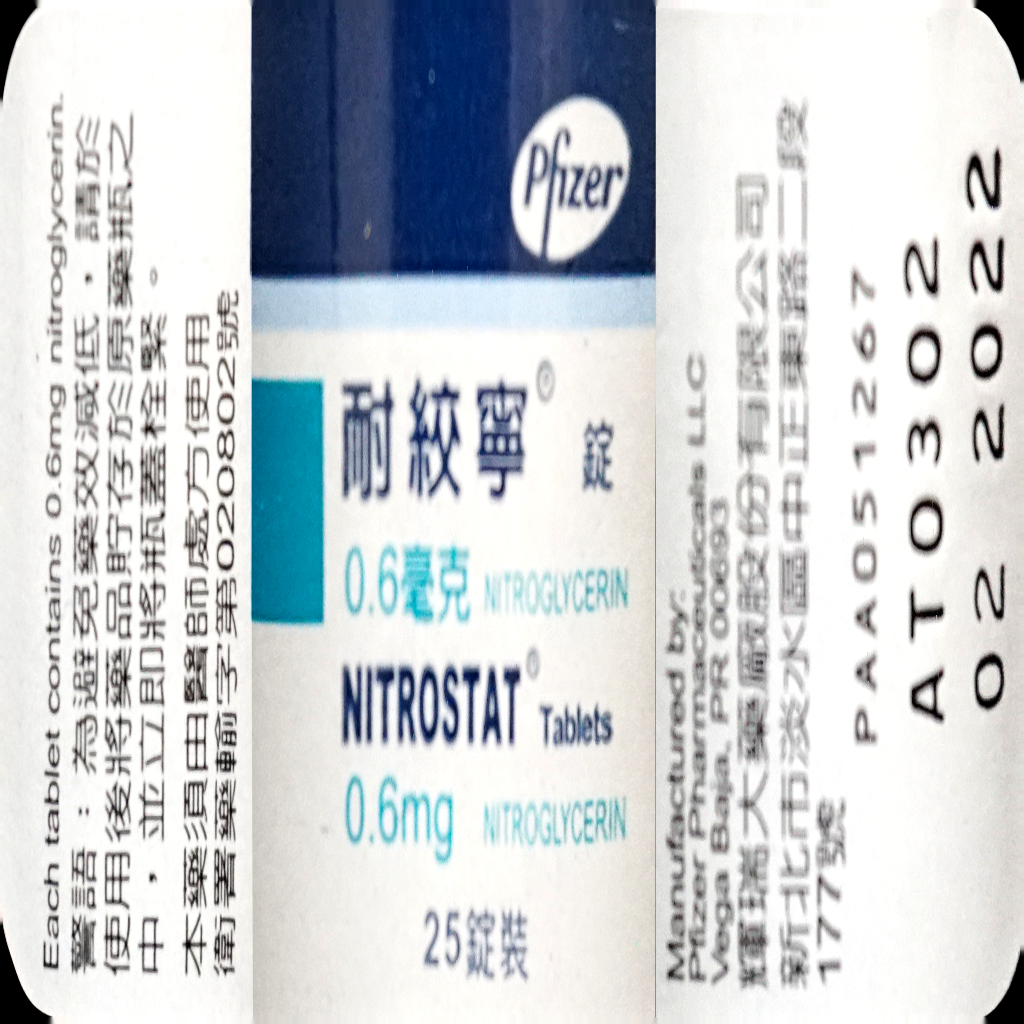 Each tablet contains 0.6mg nitroglycerin.
警語：為避免藥效減低，請於
使用後將藥品貯存於原藥瓶之
中，並立即將瓶蓋栓緊。
本藥須由醫師處方使用
衛署藥輸字第020802號
Pfizer
耐絞寧® 錠
0.6毫克 NITROGLYCERIN
NITROSTAT® Tablets
0.6mg NITROGLYCERIN
25錠裝
Manufactured by:
Pfizer Pharmaceuticals LLC
Vega Baja, PR 00693
輝瑞大藥廠股份有限公司
新北市淡水區中正東路二段
177號
PAA051267
AT0302
02 2022